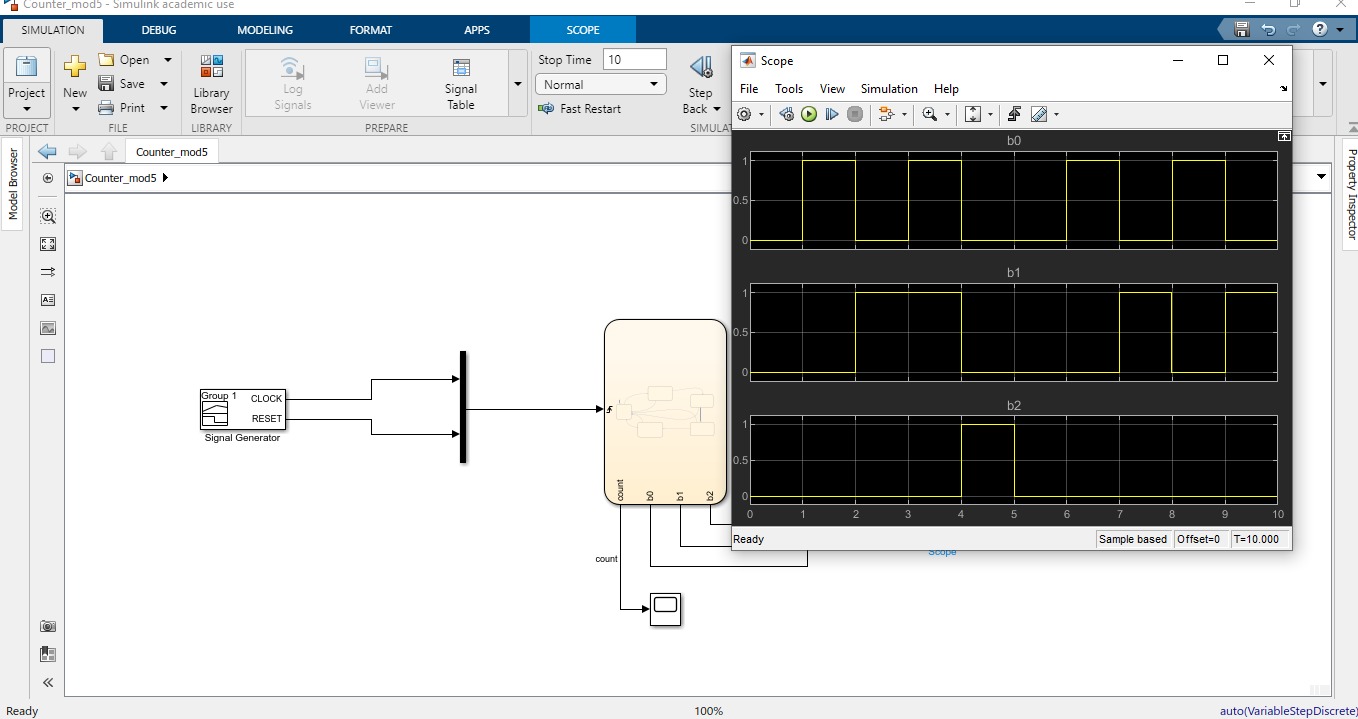 Counter_mod5 - Simulink academic use
SIMULATION DEBUG MODELING FORMAT APPS SCOPE
Project
New
Open
Save
Print
Library
Browser
Log
Signals
Add
Viewer
Signal
Table
Stop Time 10
Normal
Fast Restart
Step
Back
PROJECT FILE LIBRARY PREPARE SIMULAT
Model Browser
Counter_mod5
Counter_mod5
Property Inspector
Group 1
CLOCK
RESET
Signal Generator
count b0 b1 b2
count
Scope
Scope
File Tools View Simulation Help
b0
1
0.5
0
b1
1
0.5
0
b2
1
0.5
0
0 1 2 3 4 5 6 7 8 9 10
Ready Sample based Offset=0 T=10.000
Ready 100% auto(VariableStepDiscrete)